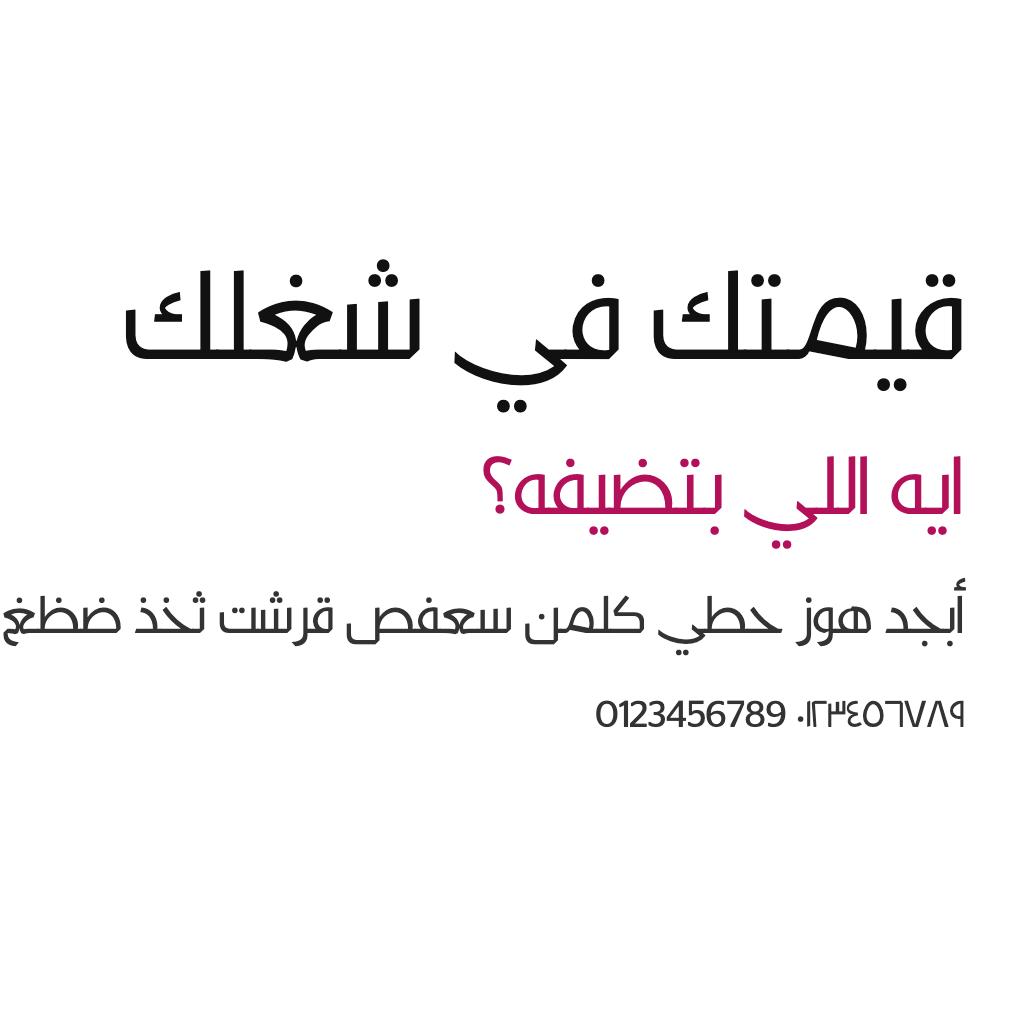 قيمتك في شغلك
ايه اللي بتضيفه؟
أبجد هوز حطي كلمن سعفص قرشت ثخذ ضظغ
0123456789 ٠١٢٣٤٥٦٧٨٩